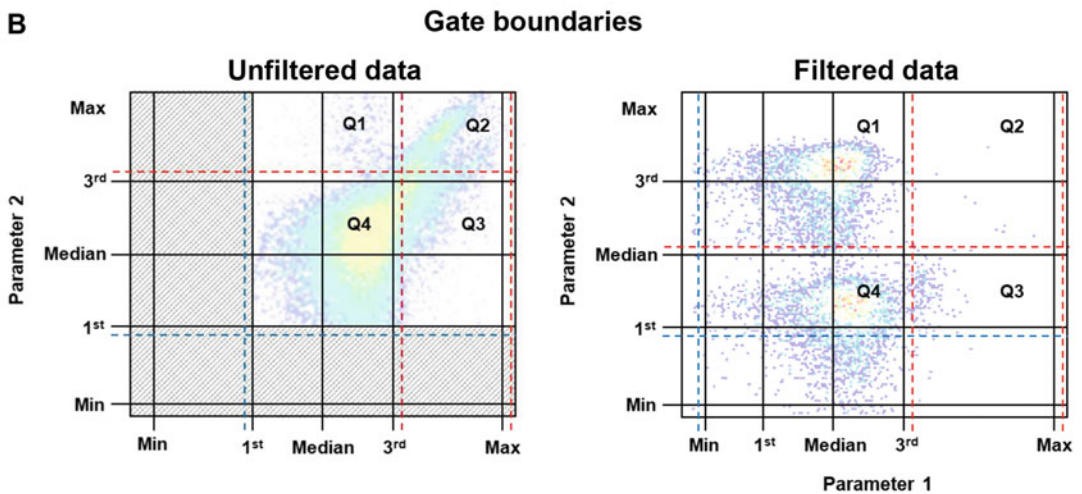 B
Gate boundaries
Unfiltered data
Filtered data
Parameter 2
Max
3rd
Median
1st
Min
Q1
Q2
Q4
Q3
Min
1st
Median
3rd
Max
Parameter 2
Max
3rd
Median
1st
Min
Q1
Q2
Q4
Q3
Min
1st
Median
3rd
Max
Parameter 1